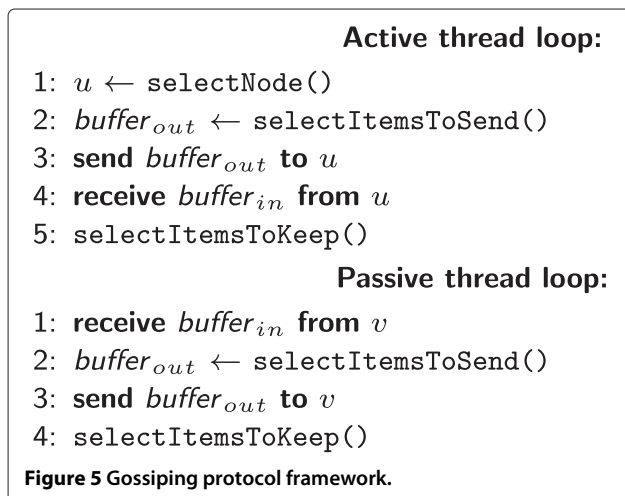 Active thread loop:
1: u ← selectNode()
2: buffer_out ← selectItemsToSend()
3: send buffer_out to u
4: receive buffer_in from u
5: selectItemsToKeep()
Passive thread loop:
1: receive buffer_in from v
2: buffer_out ← selectItemsToSend()
3: send buffer_out to v
4: selectItemsToKeep()
Figure 5 Gossiping protocol framework.